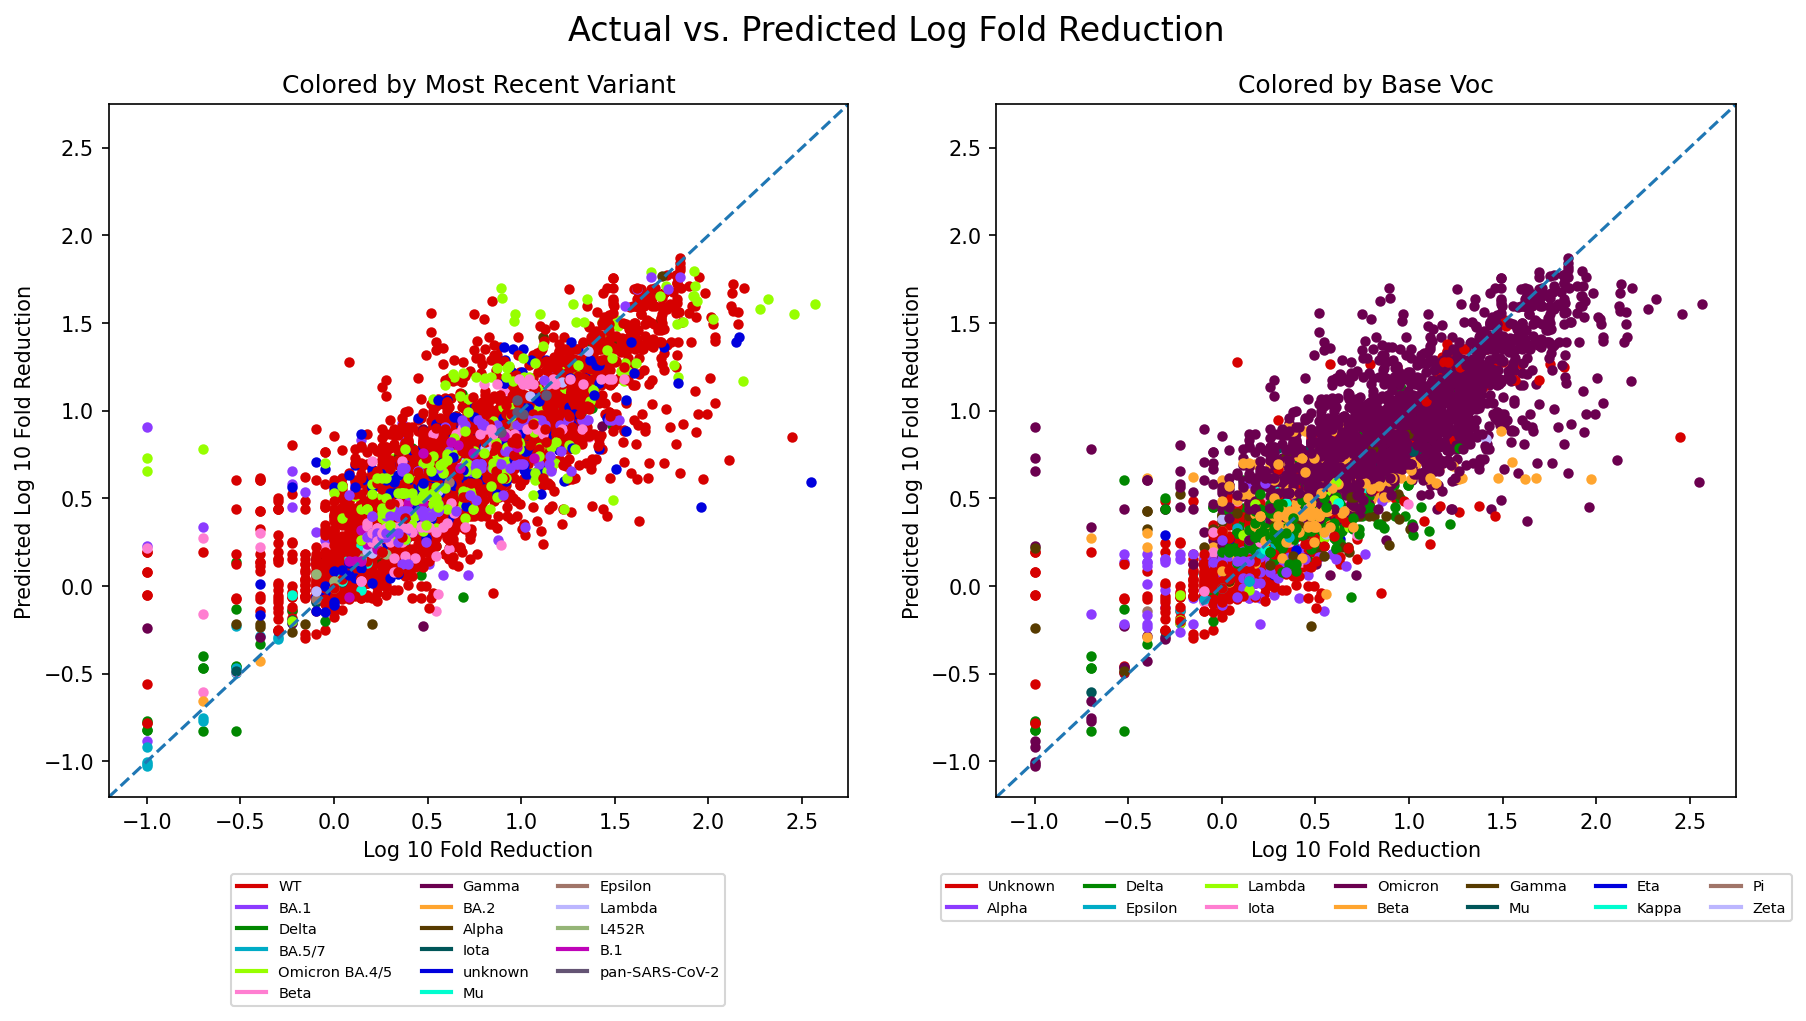 Actual vs. Predicted Log Fold Reduction
Colored by Most Recent Variant
Predicted Log 10 Fold Reduction
2.5
2.0
1.5
1.0
0.5
0.0
−0.5
−1.0
−1.0 −0.5 0.0 0.5 1.0 1.5 2.0 2.5
Log 10 Fold Reduction
WT Gamma Epsilon
BA.1 BA.2 Lambda
Delta Alpha L452R
BA.5/7 Iota B.1
Omicron BA.4/5 unknown pan-SARS-CoV-2
Beta Mu
Colored by Base Voc
Predicted Log 10 Fold Reduction
2.5
2.0
1.5
1.0
0.5
0.0
−0.5
−1.0
−1.0 −0.5 0.0 0.5 1.0 1.5 2.0 2.5
Log 10 Fold Reduction
Unknown Delta Lambda Omicron Gamma Eta Pi
Alpha Epsilon Iota Beta Mu Kappa Zeta